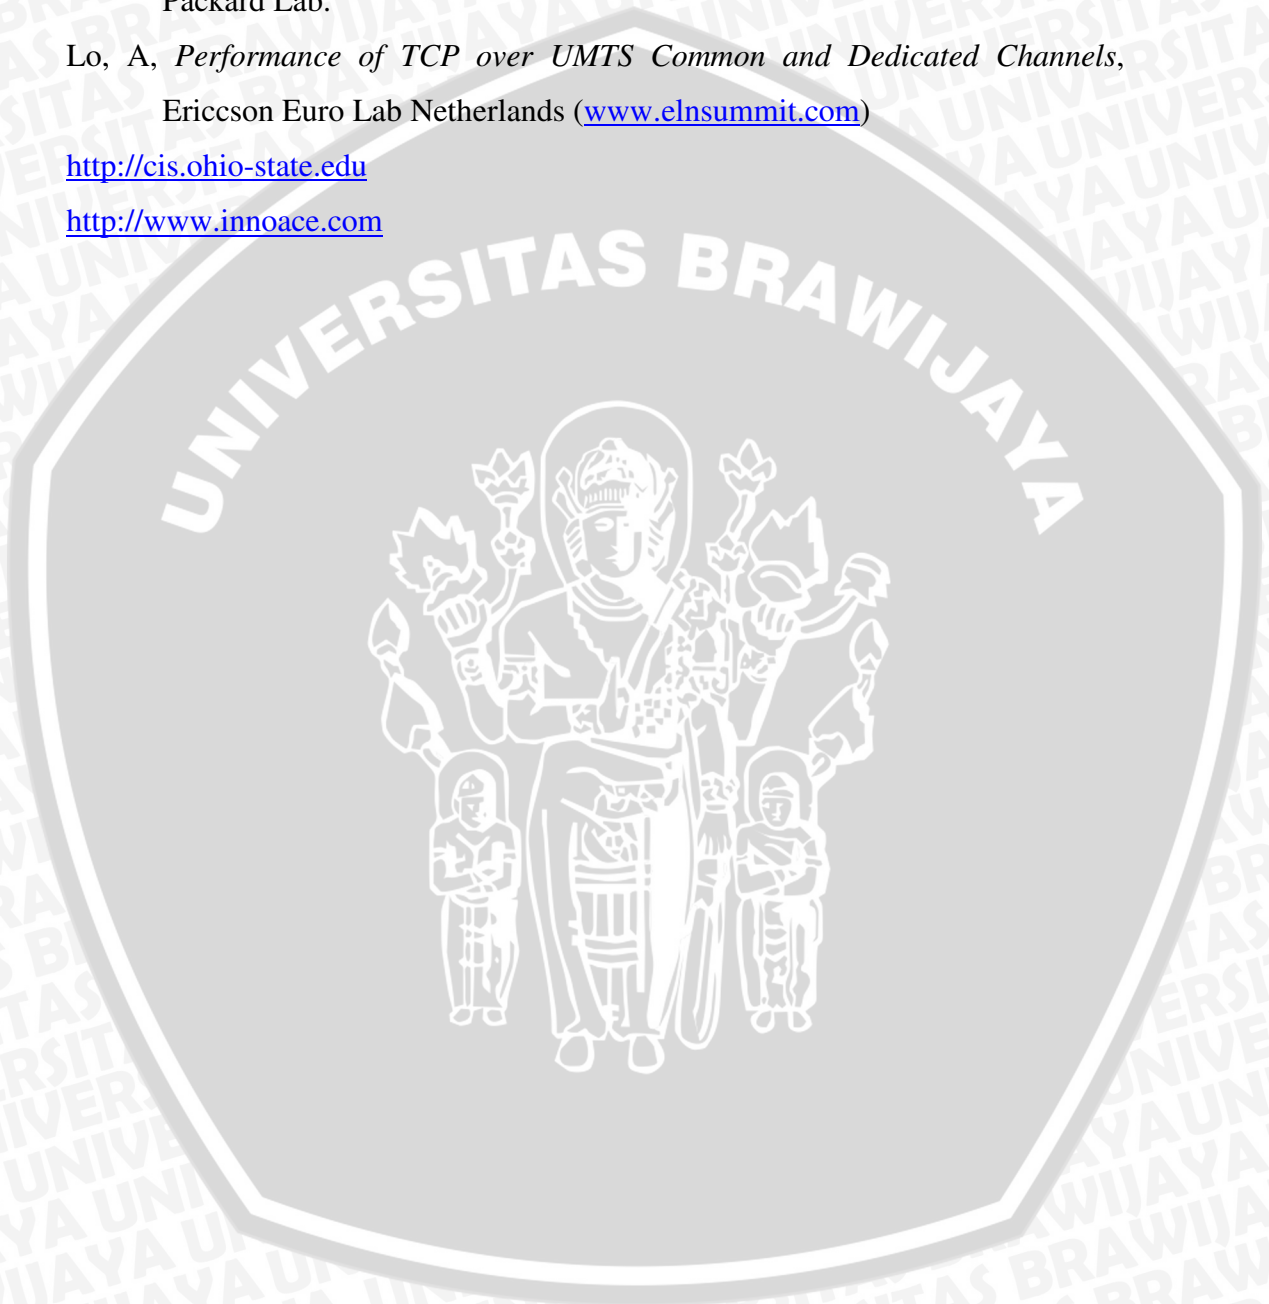 Packard Lab.
Lo, A, Performance of TCP over UMTS Common and Dedicated Channels,
Ericcson Euro Lab Netherlands (www.elnsummit.com)
http://cis.ohio-state.edu
http://www.innoace.com
UNIVERSITAS BRAWIJAYA